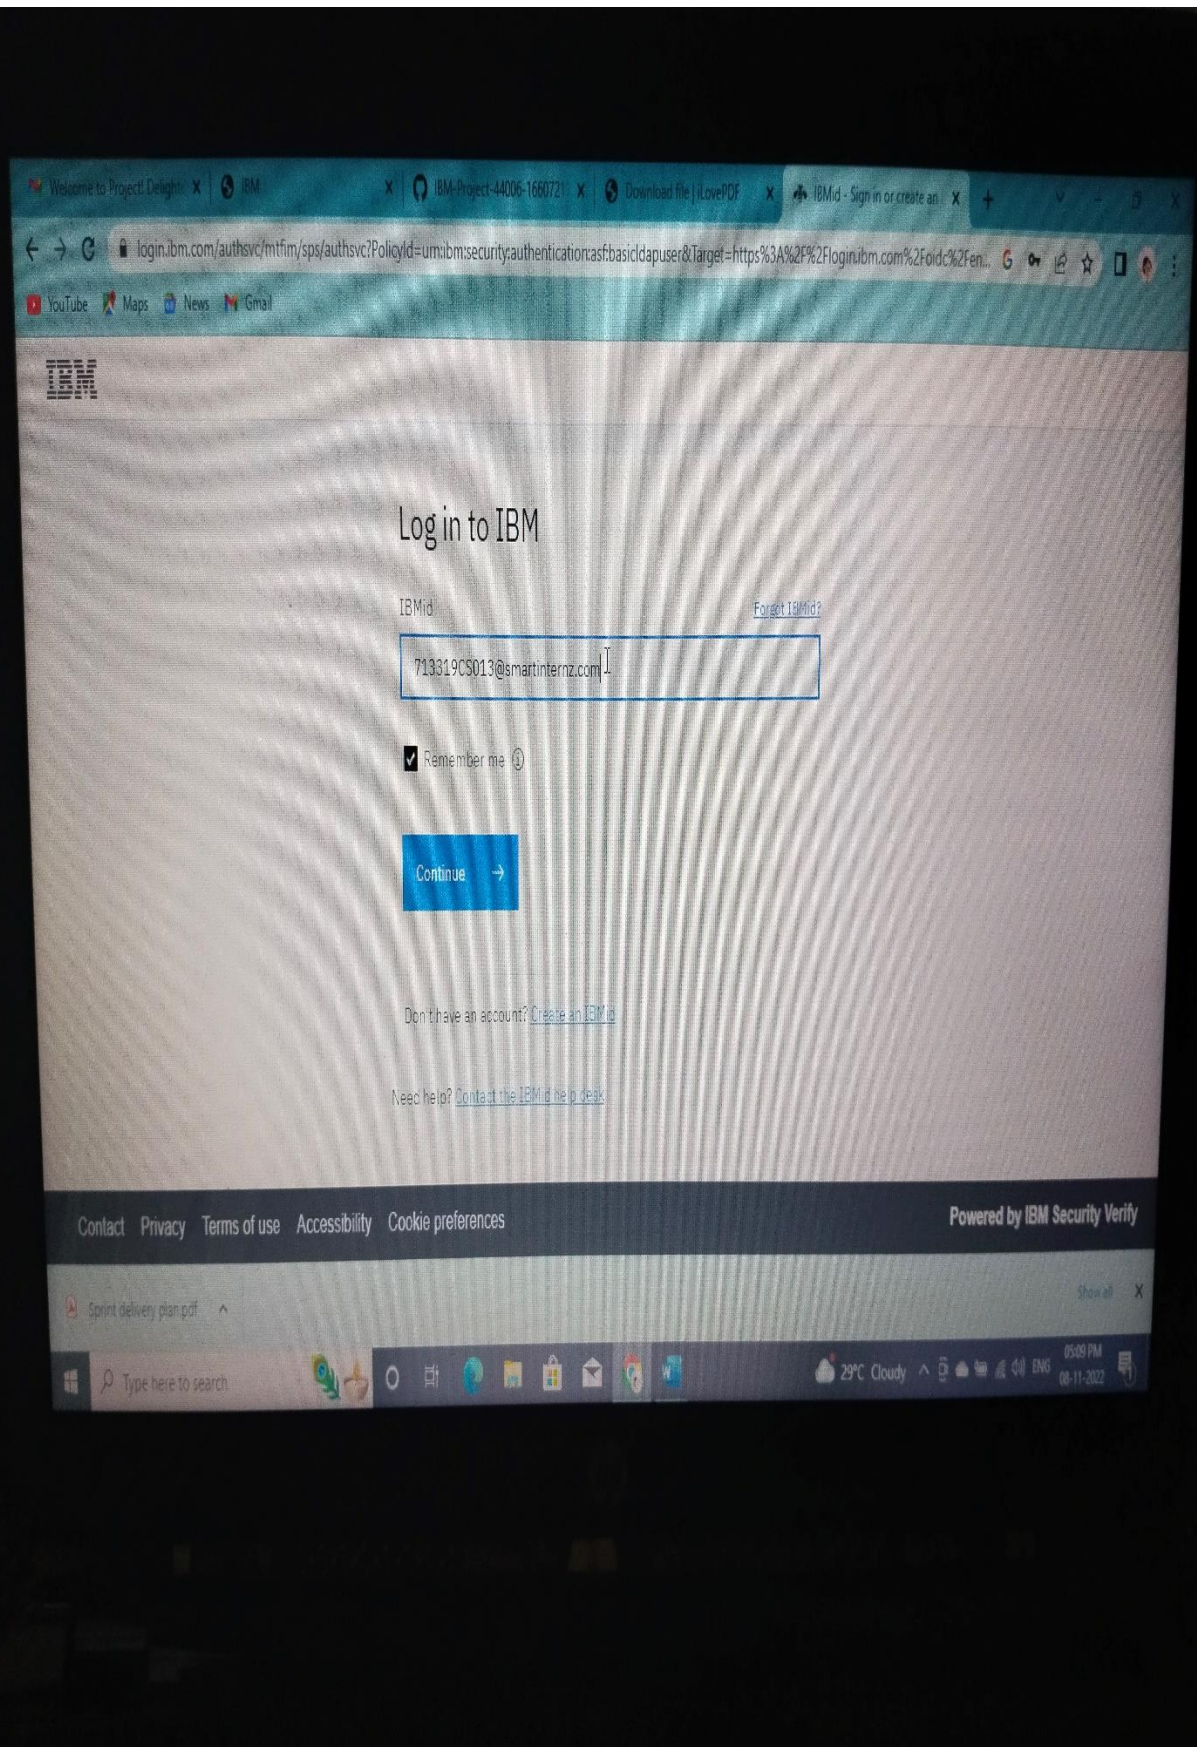 Welcome to Project! Delight X IBM X IBM-Project-44006-1660721 X Download file | iLovePDF X IBMid - Sign in or create an X +
login.ibm.com/authsvc/mtfim/sps/authsvc?PolicyId=urn:ibm:security:authentication:asf:basicldapuser&Target=https%3A%2F%2Flogin.ibm.com%2Foidc%2Fen...
YouTube Maps News Gmail
IBM
Log in to IBM
IBMid Forgot IBMid?
713319CS013@smartinternz.com
Remember me
Continue →
Don't have an account? Create an IBMid
Need help? Contact the IBMid help desk
Contact Privacy Terms of use Accessibility Cookie preferences Powered by IBM Security Verify
Sprint delivery plan.pdf Show all X
Type here to search 29°C Cloudy ENG 05:09 PM
08-11-2022